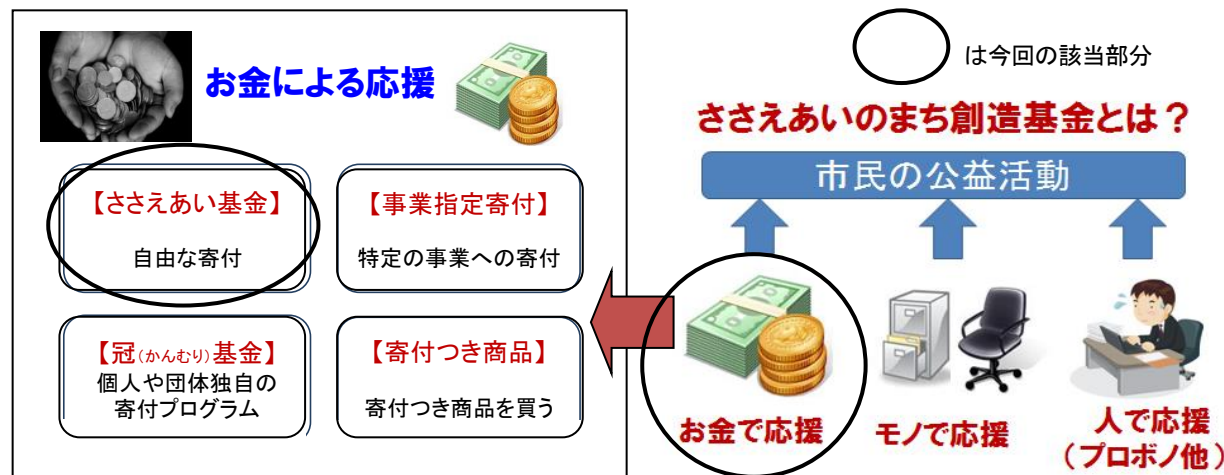 お金による応援
【ささえあい基金】
自由な寄付
【事業指定寄付】
特定の事業への寄付
【冠(かんむり)基金】
個人や団体独自の
寄付プログラム
【寄付つき商品】
寄付つき商品を買う
は今回の該当部分
ささえあいのまち創造基金とは？
市民の公益活動
お金で応援
モノで応援
人で応援
（プロボノ他）